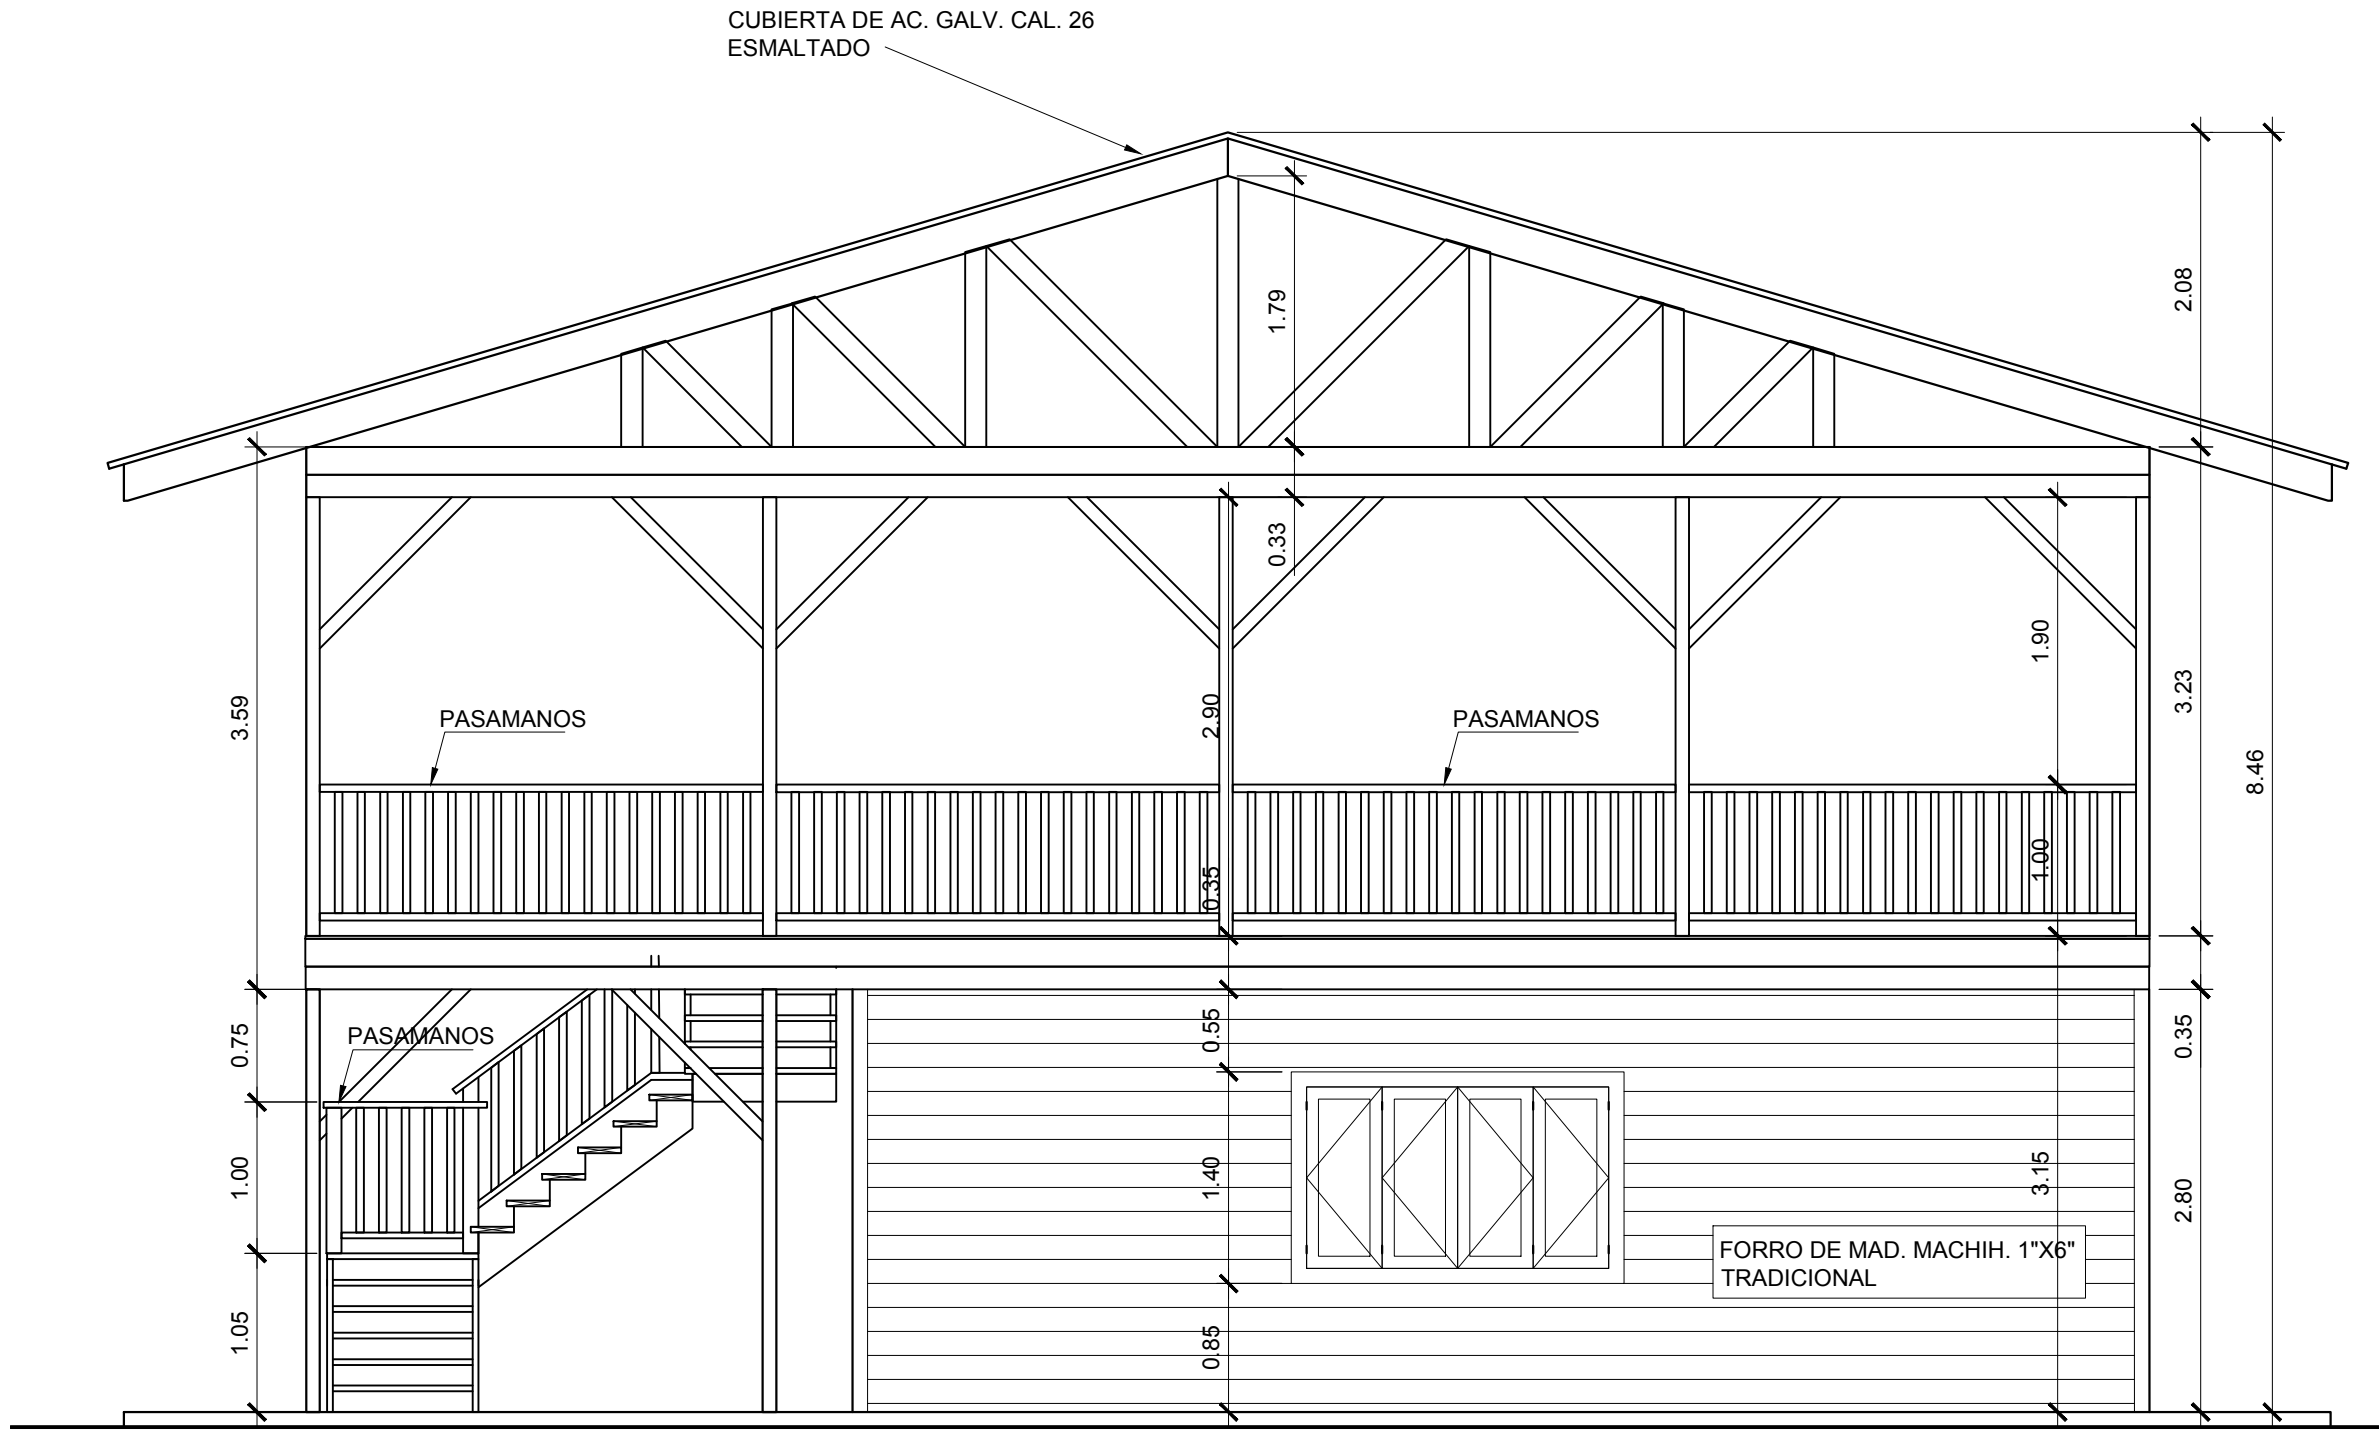 CUBIERTA DE AC. GALV. CAL. 26
ESMALTADO
2.08
1.79
0.33
1.90
3.23
3.59
PASAMANOS
2.90
PASAMANOS
8.46
1.00
0.35
0.75
PASAMANOS
0.55
0.35
1.00
1.40
3.15
2.80
FORRO DE MAD. MACHIH. 1"X6"
TRADICIONAL
1.05
0.85